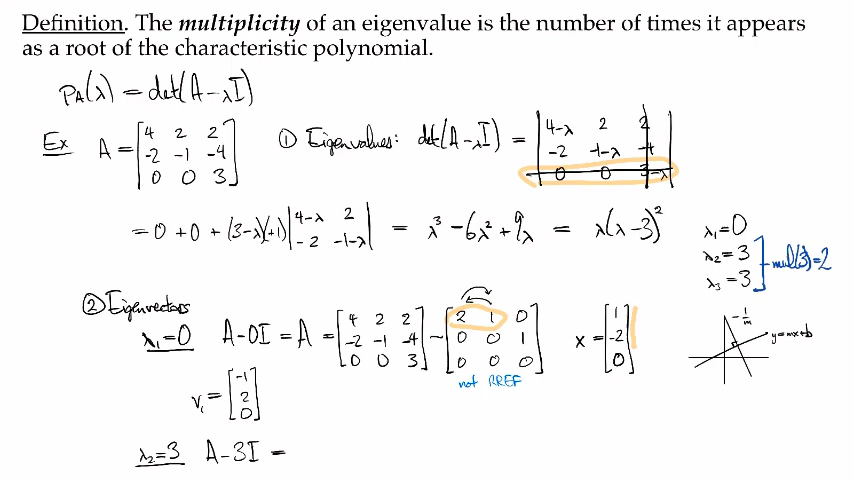 Definition. The multiplicity of an eigenvalue is the number of times it appears
as a root of the characteristic polynomial.
P_A(λ) = det(A-λI)
Ex A = [4 2 2; -2 -1 -4; 0 0 3] ① Eigenvalues: det(A-λI) = |4-λ 2 2; -2 -1-λ -4; 0 0 3-λ|
= 0 + 0 + (3-λ)(+1) |4-λ 2; -2 -1-λ| = λ³ - 6λ² + 9λ = λ(λ-3)²
λ₁ = 0
λ₂ = 3
λ₃ = 3
mult(3) = 2
② Eigenvectors
λ₁ = 0 A - 0I = A = [4 2 2; -2 -1 -4; 0 0 3] ~ [2 1 0; 0 0 1; 0 0 0] x = [1; -2; 0]
not RREF
-1/m
y = mx+b
v₁ = [-1; 2; 0]
λ₂ = 3 A - 3I =